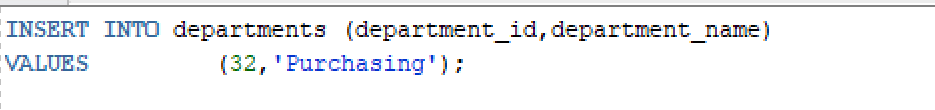 INSERT INTO departments (department_id,department_name)
VALUES (32,'Purchasing');